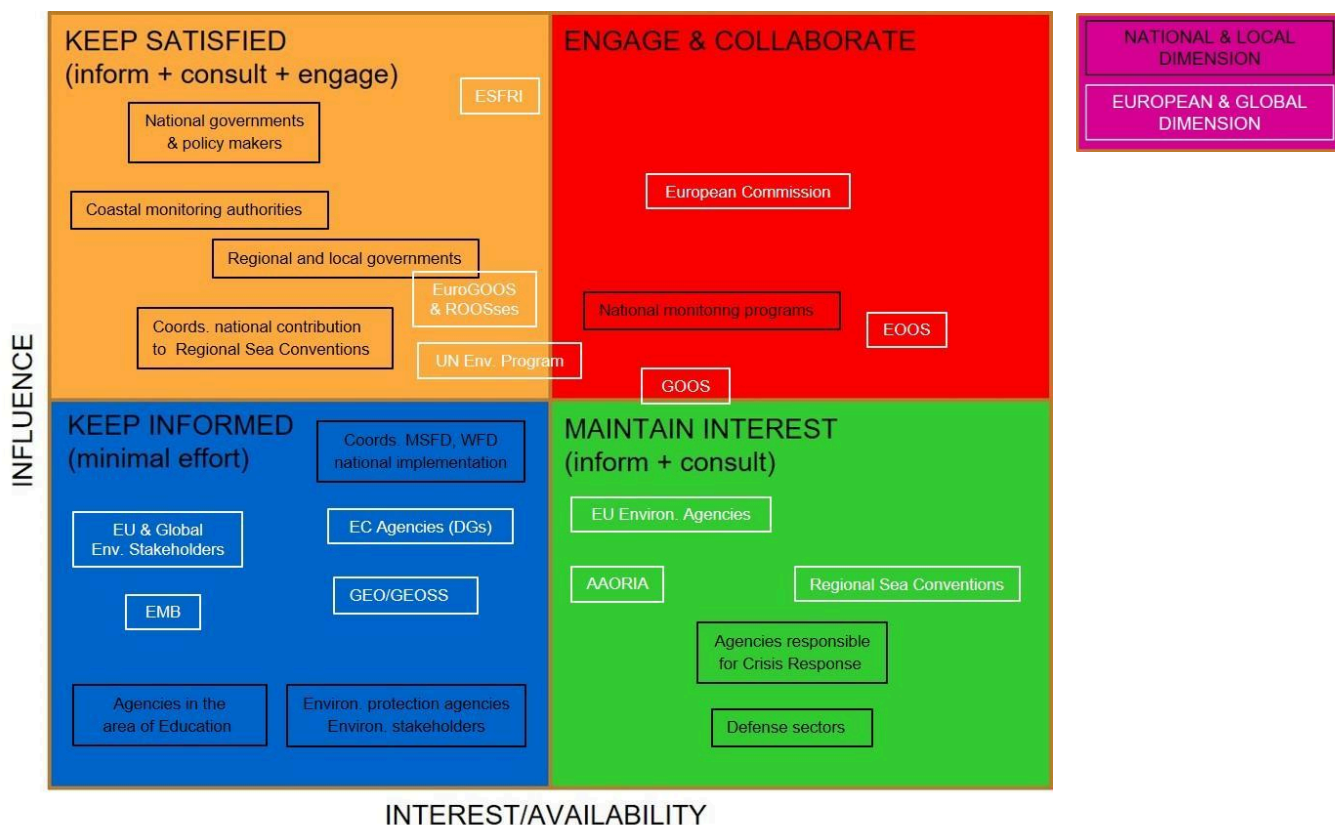 KEEP SATISFIED
(inform + consult + engage)
ESFRI
National governments
& policy makers
Coastal monitoring authorities
Regional and local governments
EuroGOOS
& ROOSses
Coords. national contribution
to Regional Sea Conventions
UN Env. Program
ENGAGE & COLLABORATE
European Commission
National monitoring programs
EOOS
GOOS
NATIONAL & LOCAL
DIMENSION
EUROPEAN & GLOBAL
DIMENSION
INFLUENCE
KEEP INFORMED
(minimal effort)
Coords. MSFD, WFD
national implementation
EU & Global
Env. Stakeholders
EC Agencies (DGs)
EMB
GEO/GEOSS
Agencies in the
area of Education
Environ. protection agencies
Environ. stakeholders
MAINTAIN INTEREST
(inform + consult)
EU Environ. Agencies
AAORIA
Regional Sea Conventions
Agencies responsible
for Crisis Response
Defense sectors
INTEREST/AVAILABILITY